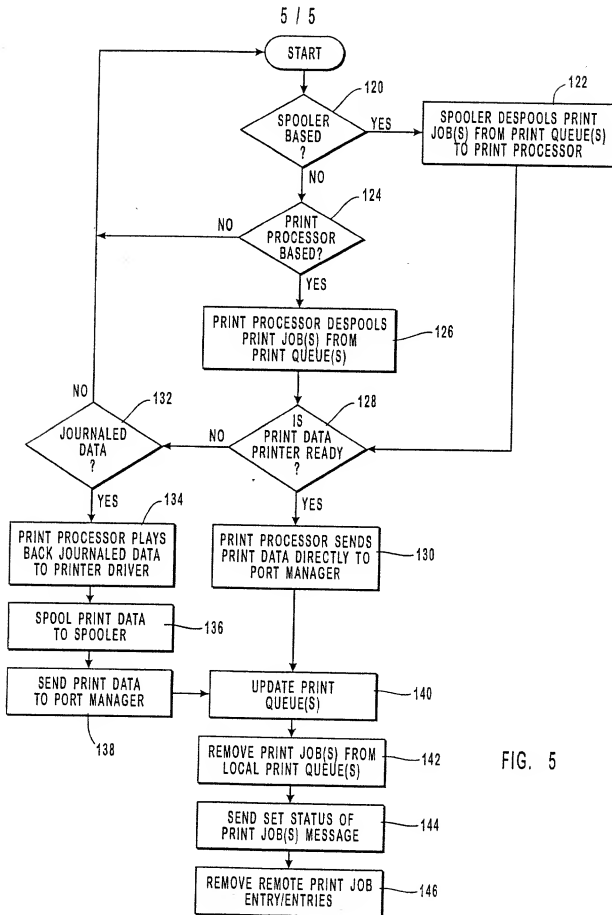 5 / 5
START
120
SPOOLER
BASED
?
YES
NO
122
SPOOLER DESPOOLS PRINT
JOB(S) FROM PRINT QUEUE(S)
TO PRINT PROCESSOR
124
PRINT
PROCESSOR
BASED?
NO
YES
PRINT PROCESSOR DESPOOLS
PRINT JOB(S) FROM
PRINT QUEUE(S)
126
128
IS
PRINT DATA
PRINTER READY
?
NO
YES
132
JOURNALED
DATA
?
NO
YES
134
PRINT PROCESSOR PLAYS
BACK JOURNALED DATA
TO PRINTER DRIVER
PRINT PROCESSOR SENDS
PRINT DATA DIRECTLY TO
PORT MANAGER
130
SPOOL PRINT DATA
TO SPOOLER
136
SEND PRINT DATA
TO PORT MANAGER
138
UPDATE PRINT
QUEUE(S)
140
REMOVE PRINT JOB(S) FROM
LOCAL PRINT QUEUE(S)
142
SEND SET STATUS OF
PRINT JOB(S) MESSAGE
144
REMOVE REMOTE PRINT JOB
ENTRY/ENTRIES
146
FIG. 5